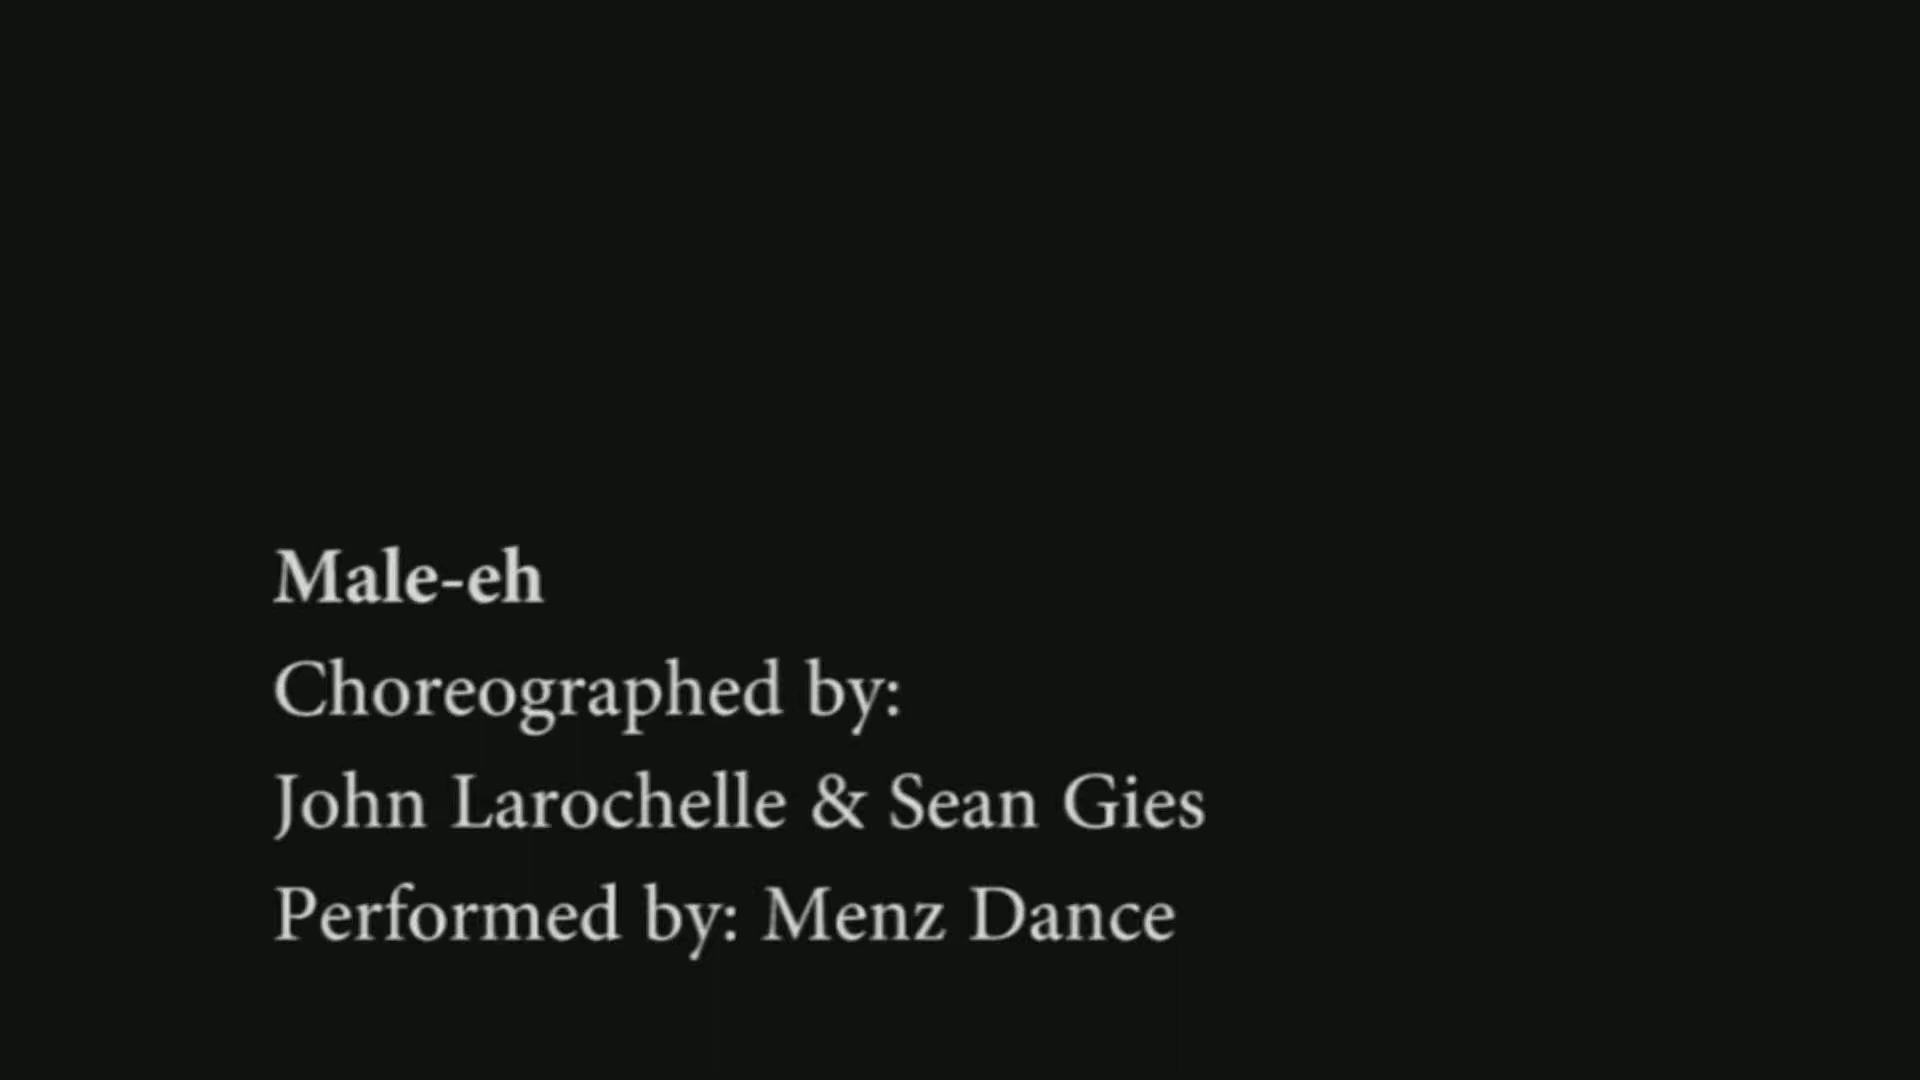 Male-eh
Choreographed by:
John Larochelle & Sean Gies
Performed by: Menz Dance